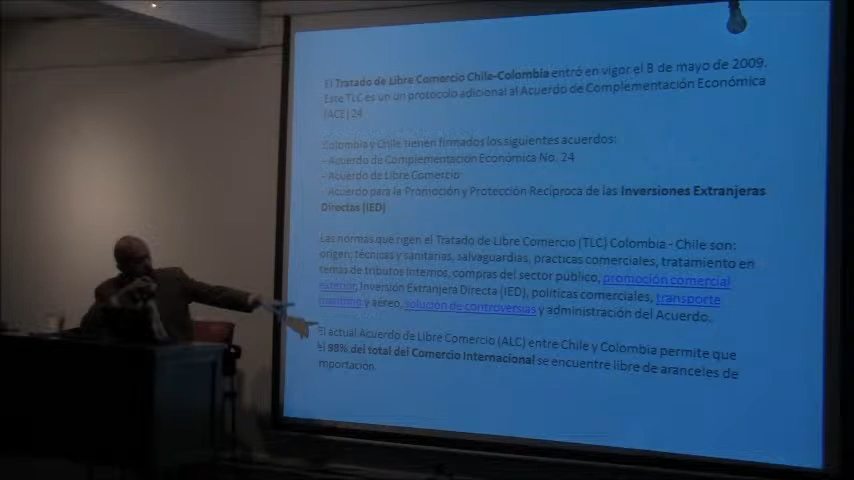 El Tratado de Libre Comercio Chile-Colombia entró en vigor el 8 de mayo de 2009.
Este TLC es un un protocolo adicional al Acuerdo de Complementación Económica
(ACE) 24
Colombia y Chile tienen firmados los siguientes acuerdos:
- Acuerdo de Complementación Económica No. 24
- Acuerdo de Libre Comercio
- Acuerdo para la Promoción y Protección Recíproca de las Inversiones Extranjeras
Directas (IED)
Las normas que rigen el Tratado de Libre Comercio (TLC) Colombia - Chile son:
origen, técnicas y sanitarias, salvaguardias, practicas comerciales, tratamiento en
temas de tributos internos, compras del sector publico, promoción comercial
exterior, Inversión Extranjera Directa (IED), políticas comerciales, transporte
marítimo y aéreo, solución de controversias y administración del Acuerdo.
El actual Acuerdo de Libre Comercio (ALC) entre Chile y Colombia permite que
el 98% del total del Comercio Internacional se encuentre libre de aranceles de
importación.